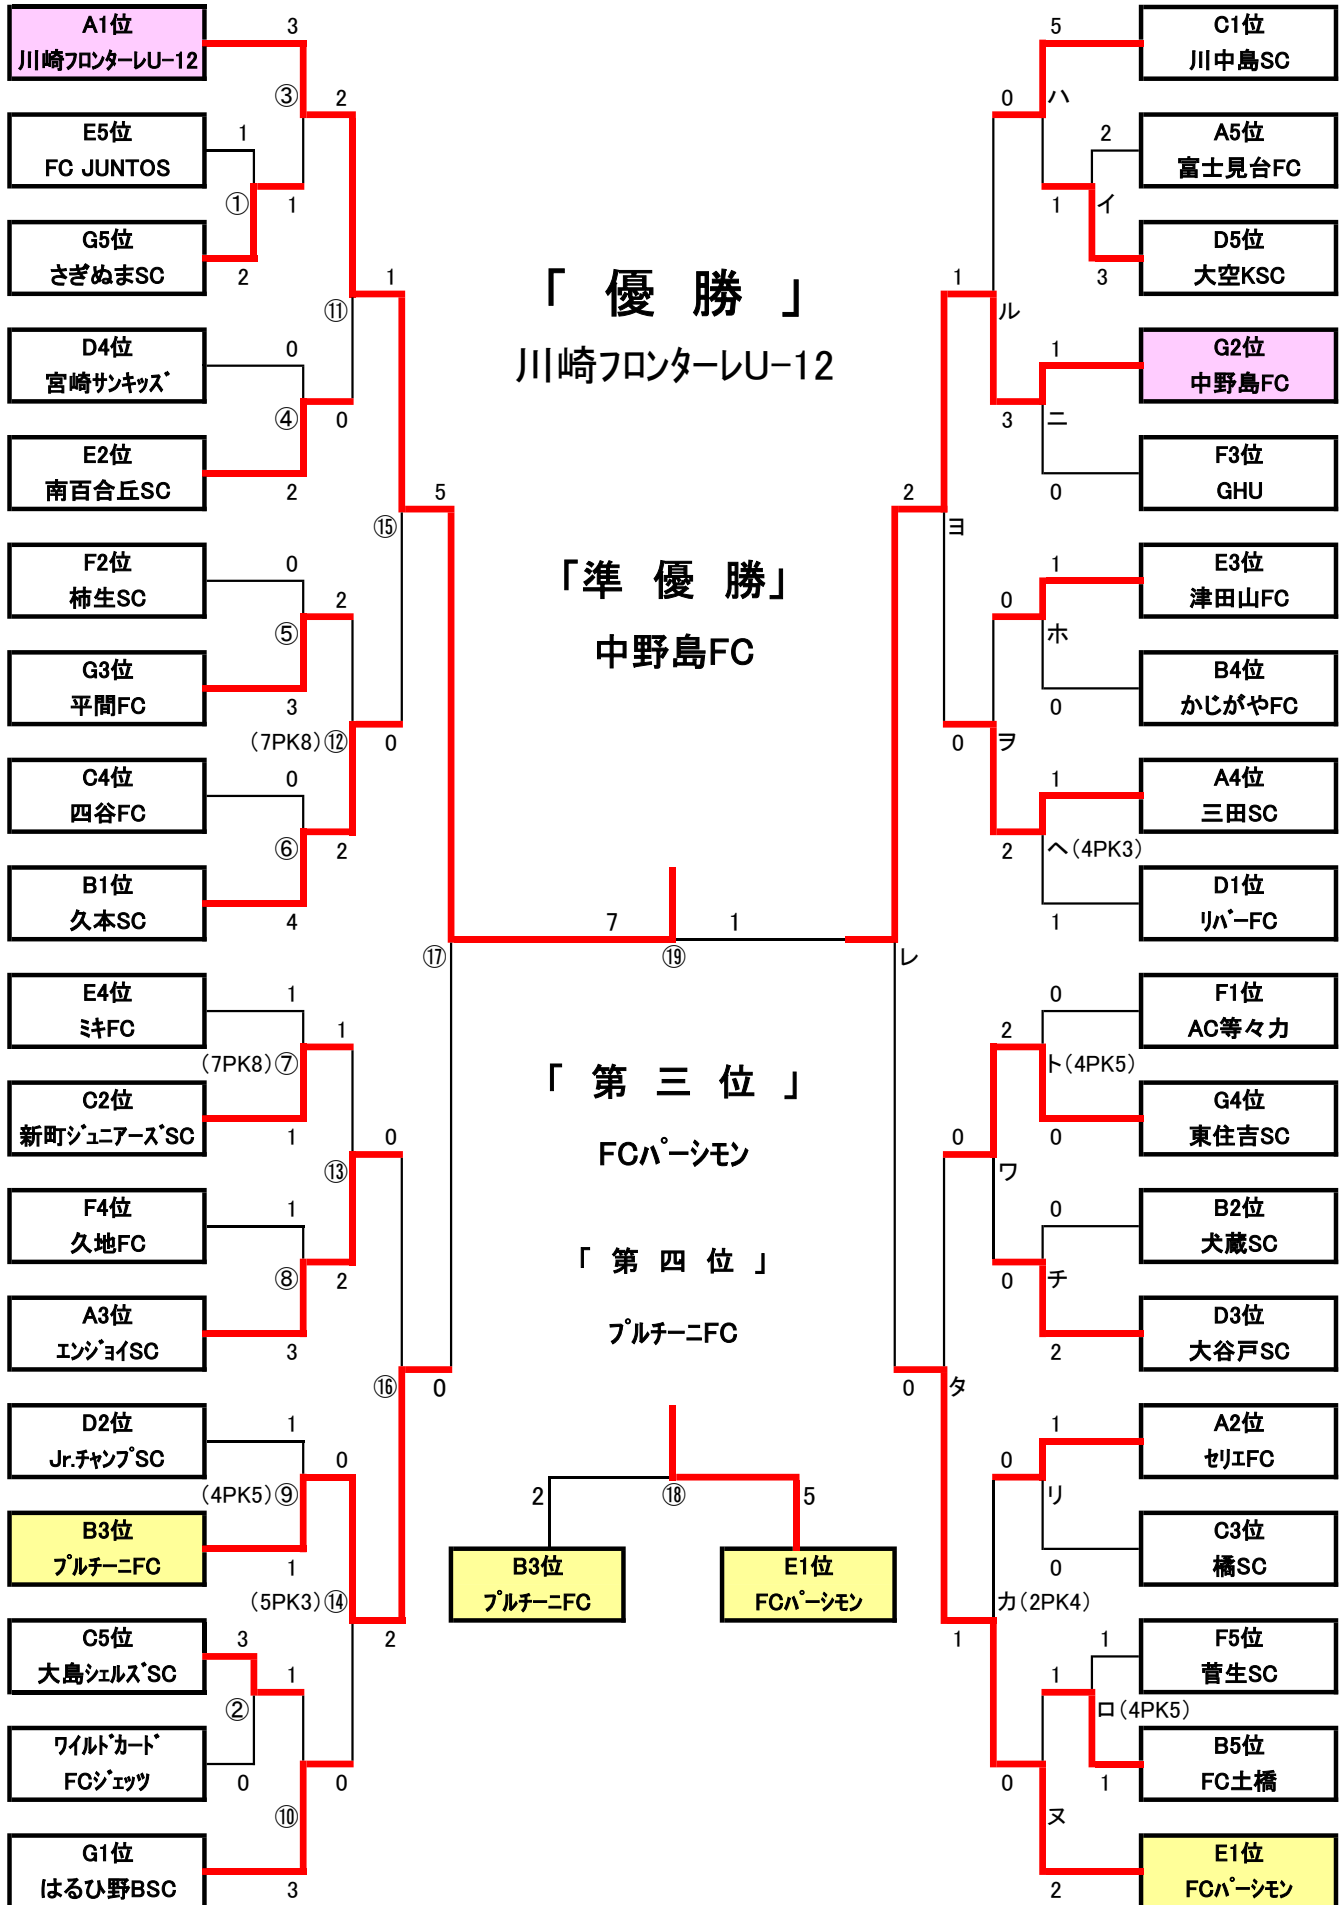 A1位
川崎フロンターレU-12
3
③
2
E5位
FC JUNTOS
1
①
1
G5位
さぎぬまSC
2
⑪
1
D4位
宮崎サンキッズ
0
④
0
E2位
南百合丘SC
2
⑮
5
F2位
柿生SC
0
⑤
2
G3位
平間FC
3
(7PK8)⑫
0
C4位
四谷FC
0
⑥
2
B1位
久本SC
4
⑰
E4位
ミキFC
1
(7PK8)⑦
1
C2位
新町ジュニアーズSC
1
⑬
0
F4位
久地FC
1
⑧
2
A3位
エンジョイSC
3
⑯
0
D2位
Jr.チャンプSC
1
(4PK5)⑨
0
B3位
プルチーニFC
1
(5PK3)⑭
2
C5位
大島シェルズSC
3
②
1
ワイルドカード
FCジェッツ
0
⑩
0
G1位
はるひ野BSC
3
「 優 勝 」
川崎フロンターレU-12
「準 優 勝」
中野島FC
7
1
⑲
「 第 三 位 」
FCパーシモン
「 第 四 位 」
プルチーニFC
2
⑱
5
B3位
プルチーニFC
E1位
FCパーシモン
5
C1位
川中島SC
0
ハ
2
A5位
富士見台FC
1
イ
3
D5位
大空KSC
1
ル
1
G2位
中野島FC
3
ニ
0
F3位
GHU
2
ヨ
1
E3位
津田山FC
0
ホ
0
B4位
かじがやFC
0
ヲ
1
A4位
三田SC
2
ヘ(4PK3)
1
D1位
リバーFC
レ
0
F1位
AC等々力
2
ト(4PK5)
0
G4位
東住吉SC
0
ワ
0
B2位
犬蔵SC
0
チ
2
D3位
大谷戸SC
0
タ
1
A2位
セリエFC
0
リ
0
C3位
橘SC
1
カ(2PK4)
1
F5位
菅生SC
1
ロ(4PK5)
1
B5位
FC土橋
0
ヌ
2
E1位
FCパーシモン